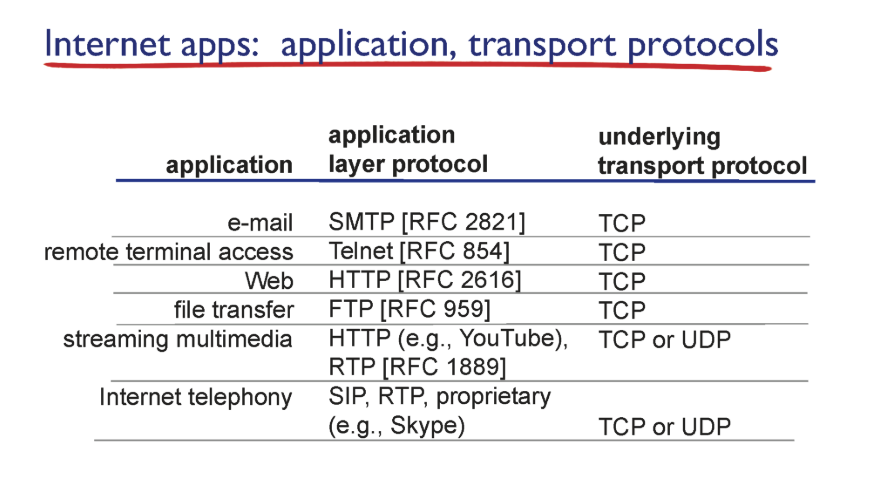 Internet apps: application, transport protocols
application layer protocol
underlying transport protocol
application
e-mail SMTP [RFC 2821] TCP
remote terminal access Telnet [RFC 854] TCP
Web HTTP [RFC 2616] TCP
file transfer FTP [RFC 959] TCP
streaming multimedia HTTP (e.g., YouTube), TCP or UDP
RTP [RFC 1889]
Internet telephony SIP, RTP, proprietary
(e.g., Skype) TCP or UDP